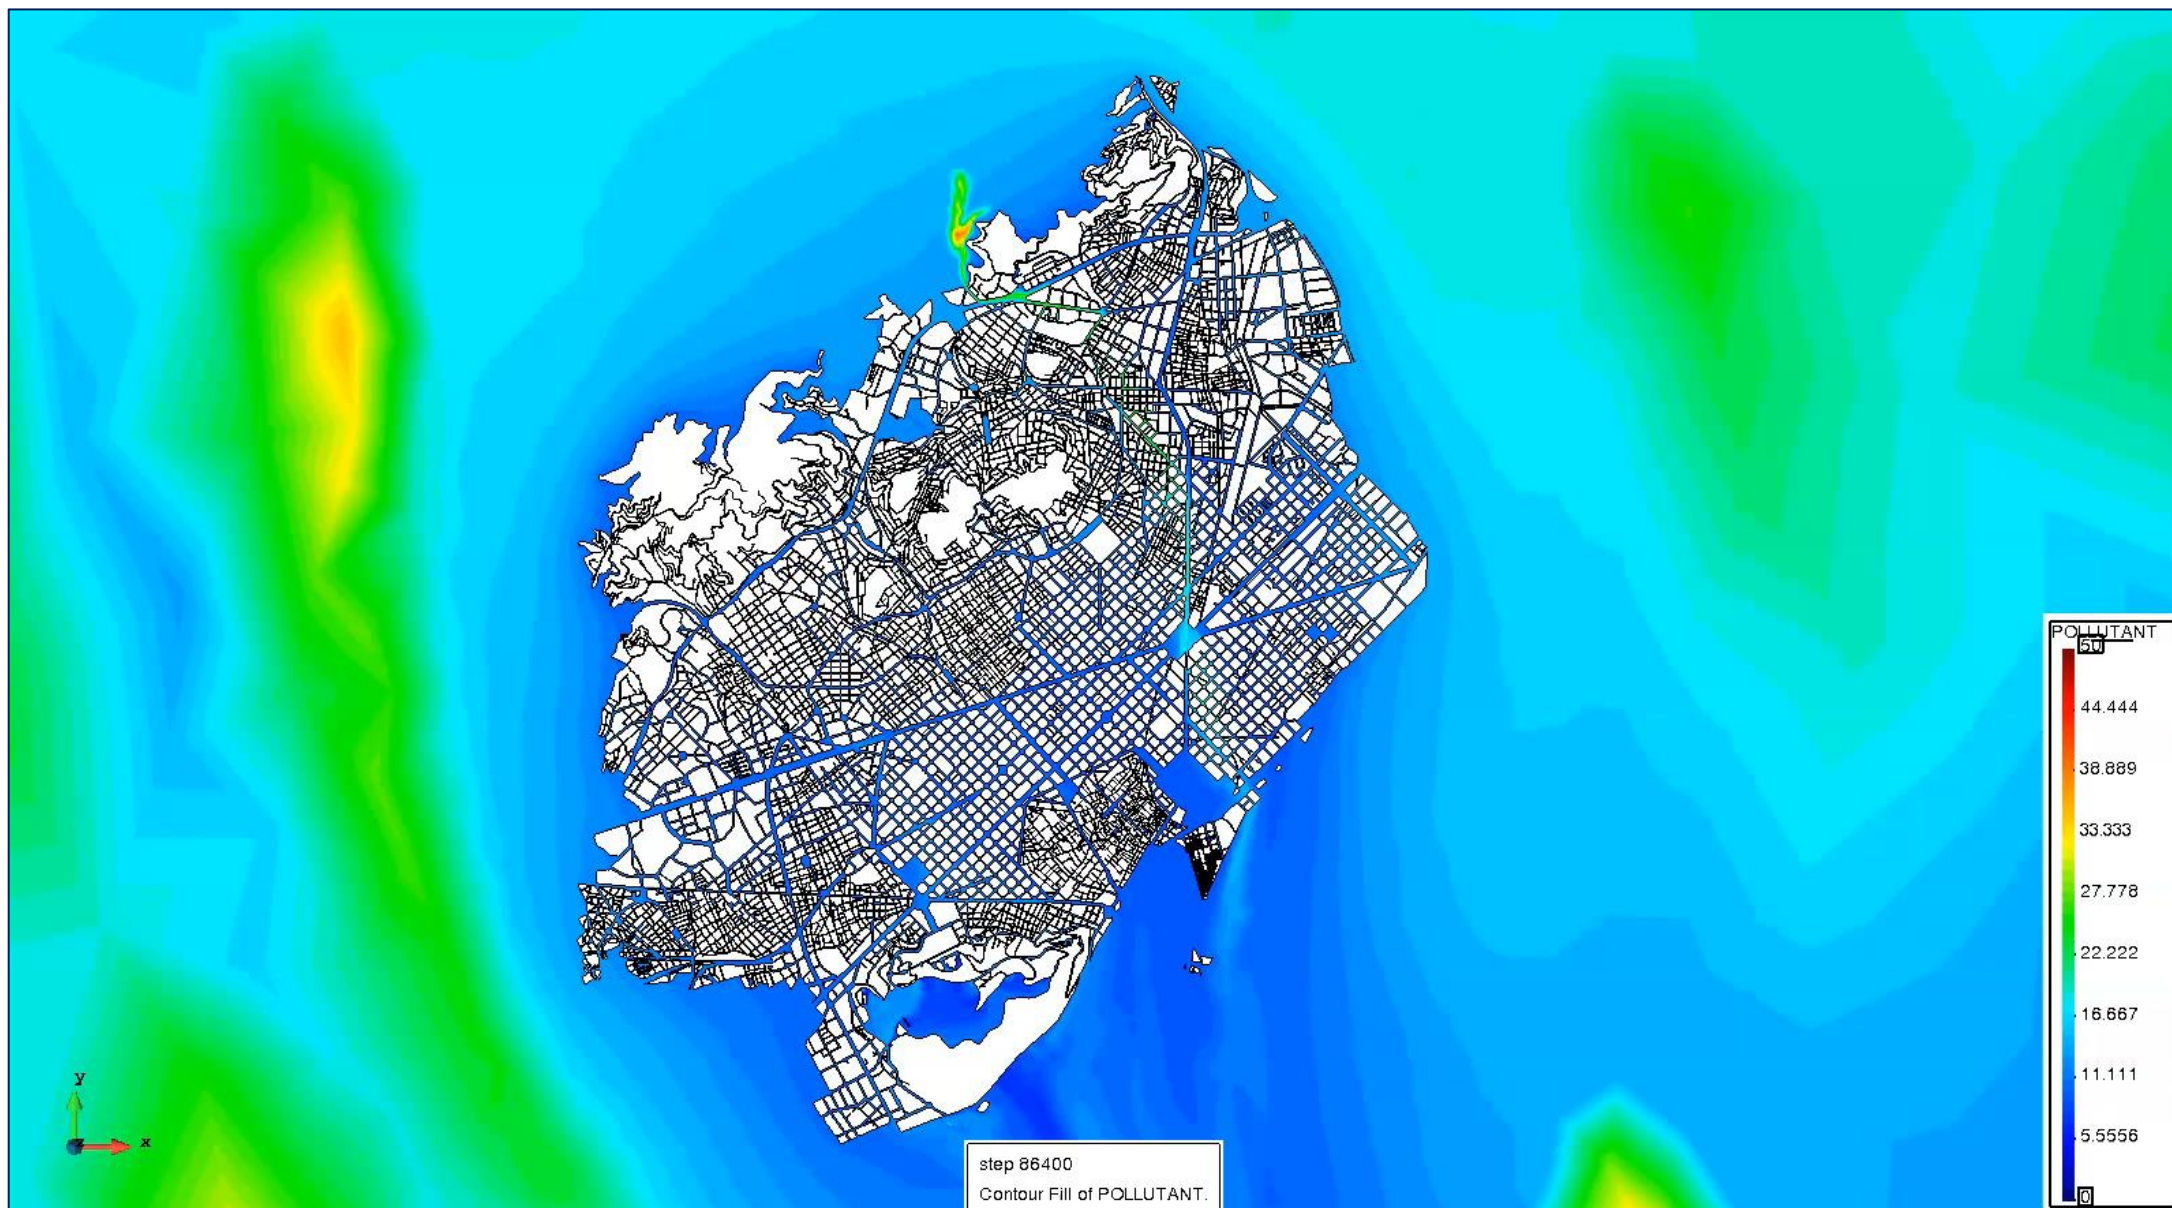 POLLUTANT
50
44.444
38.889
33.333
27.778
22.222
16.667
11.111
5.5556
0
y
x
step 86400
Contour Fill of POLLUTANT.